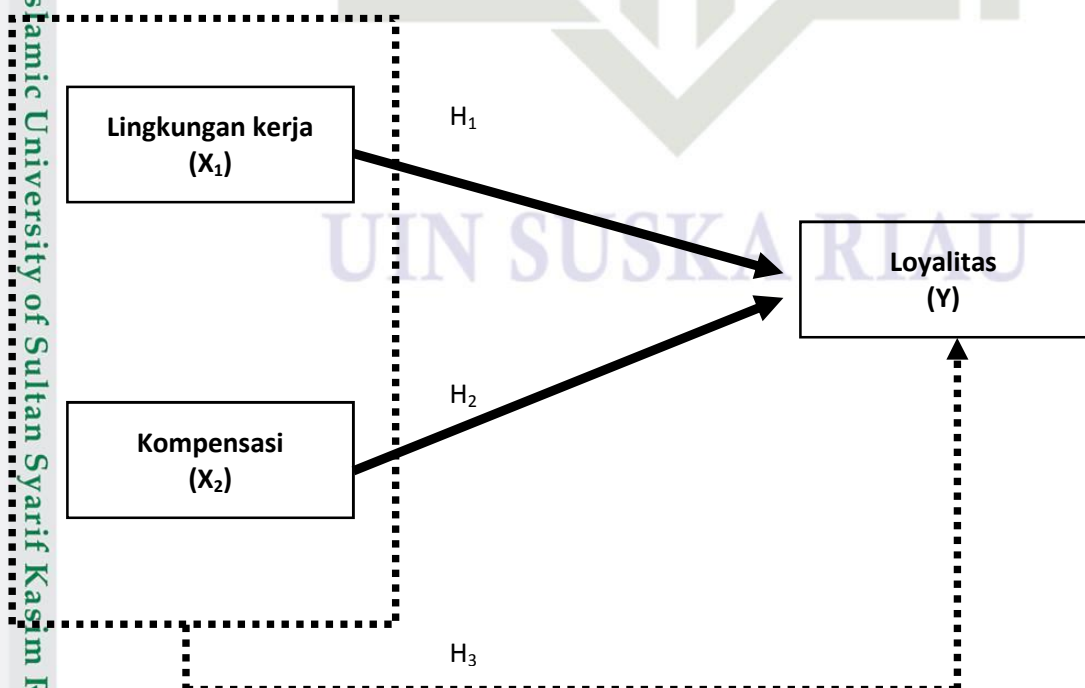 Islamic University of Sultan Syarif Kasim
UIN SUSKA RIAU
Lingkungan kerja
(X₁)
H₁
Loyalitas
(Y)
H₂
Kompensasi
(X₂)
H₃